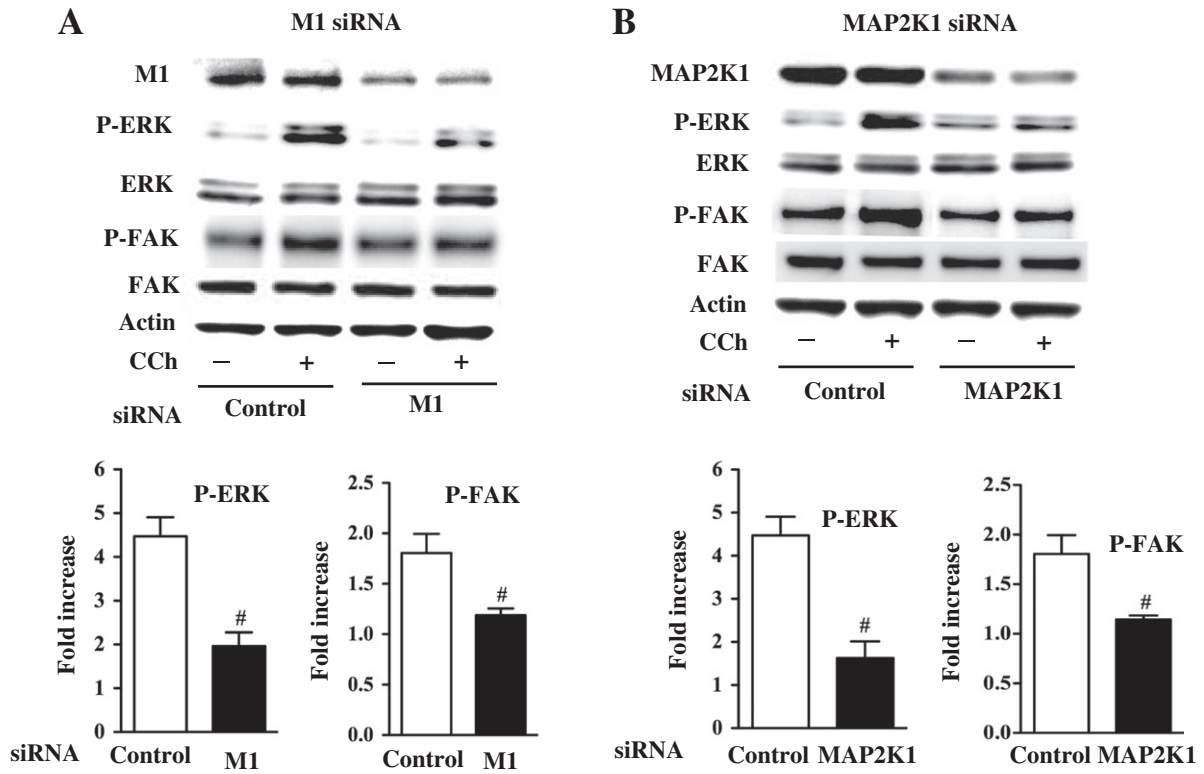 A
M1 siRNA
M1
P-ERK
ERK
P-FAK
FAK
Actin
CCh − + − +
siRNA Control M1
B
MAP2K1 siRNA
MAP2K1
P-ERK
ERK
P-FAK
FAK
Actin
CCh − + − +
siRNA Control MAP2K1
Fold increase
6
5
4
3
2
1
0
P-ERK
#
siRNA Control M1
Fold increase
2.5
2.0
1.5
1.0
0.5
0.0
P-FAK
#
Control M1
Fold increase
6
5
4
3
2
1
0
P-ERK
#
siRNA Control MAP2K1
Fold increase
2.5
2.0
1.5
1.0
0.5
0.0
P-FAK
#
Control MAP2K1